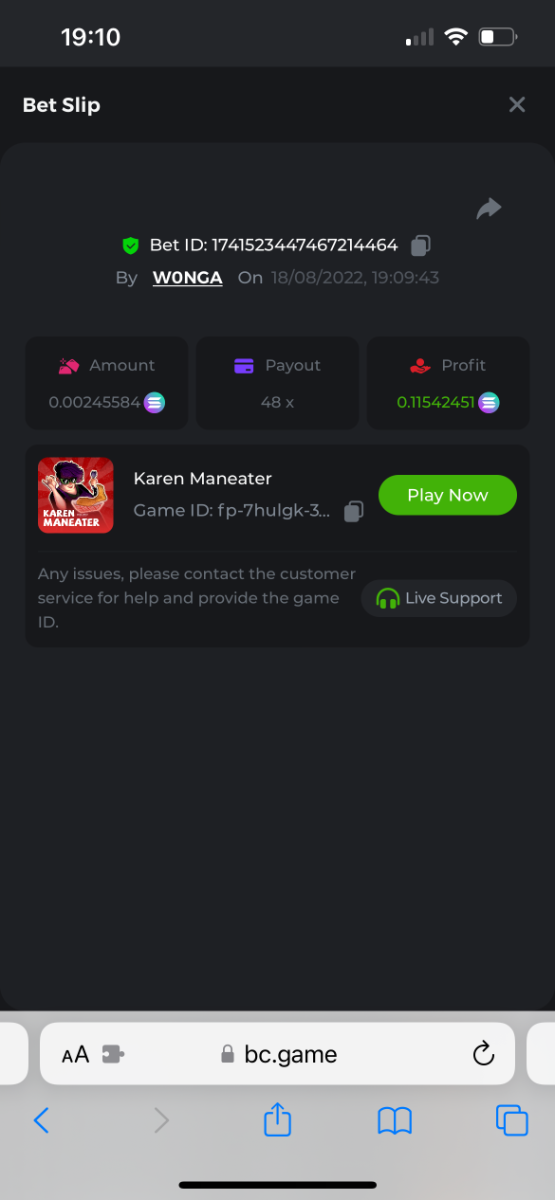 19:10
Bet Slip
Bet ID: 1741523447467214464
By W0NGA On 18/08/2022, 19:09:43
Amount Payout Profit
0.00245584 48 x 0.11542451
KAREN
MANEATER
Karen Maneater
Game ID: fp-7hulgk-3...
Play Now
Any issues, please contact the customer
service for help and provide the game
ID.
Live Support
AA bc.game